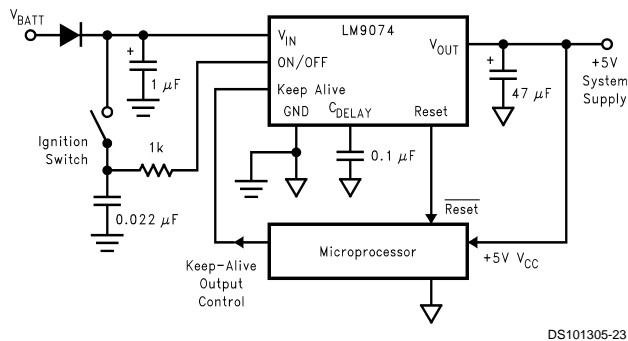 V_BATT
LM9074
V_IN
V_OUT
ON/OFF
Keep Alive
GND
C_DELAY
Reset
+
1 μF
+
47 μF
+5V
System
Supply
Ignition
Switch
1k
0.1 μF
0.022 μF
Reset
Microprocessor
+5V V_CC
Keep-Alive
Output
Control
DS101305-23